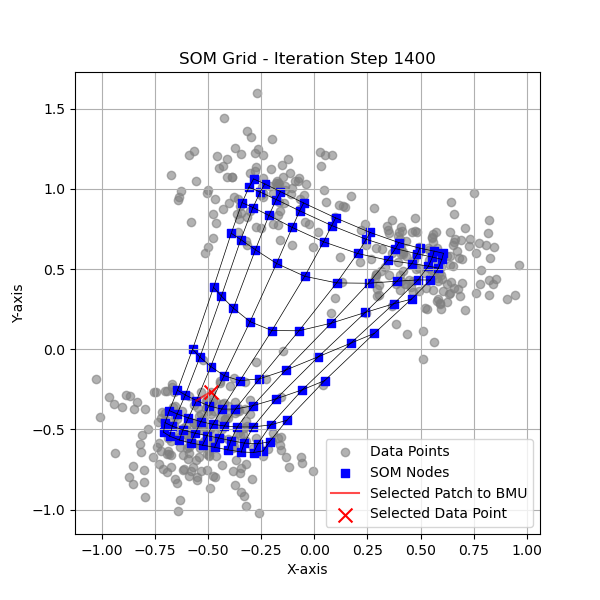 SOM Grid - Iteration Step 1400
Y-axis
1.5
1.0
0.5
0.0
−0.5
−1.0
−1.00 −0.75 −0.50 −0.25 0.00 0.25 0.50 0.75 1.00
X-axis
Data Points
SOM Nodes
Selected Patch to BMU
Selected Data Point